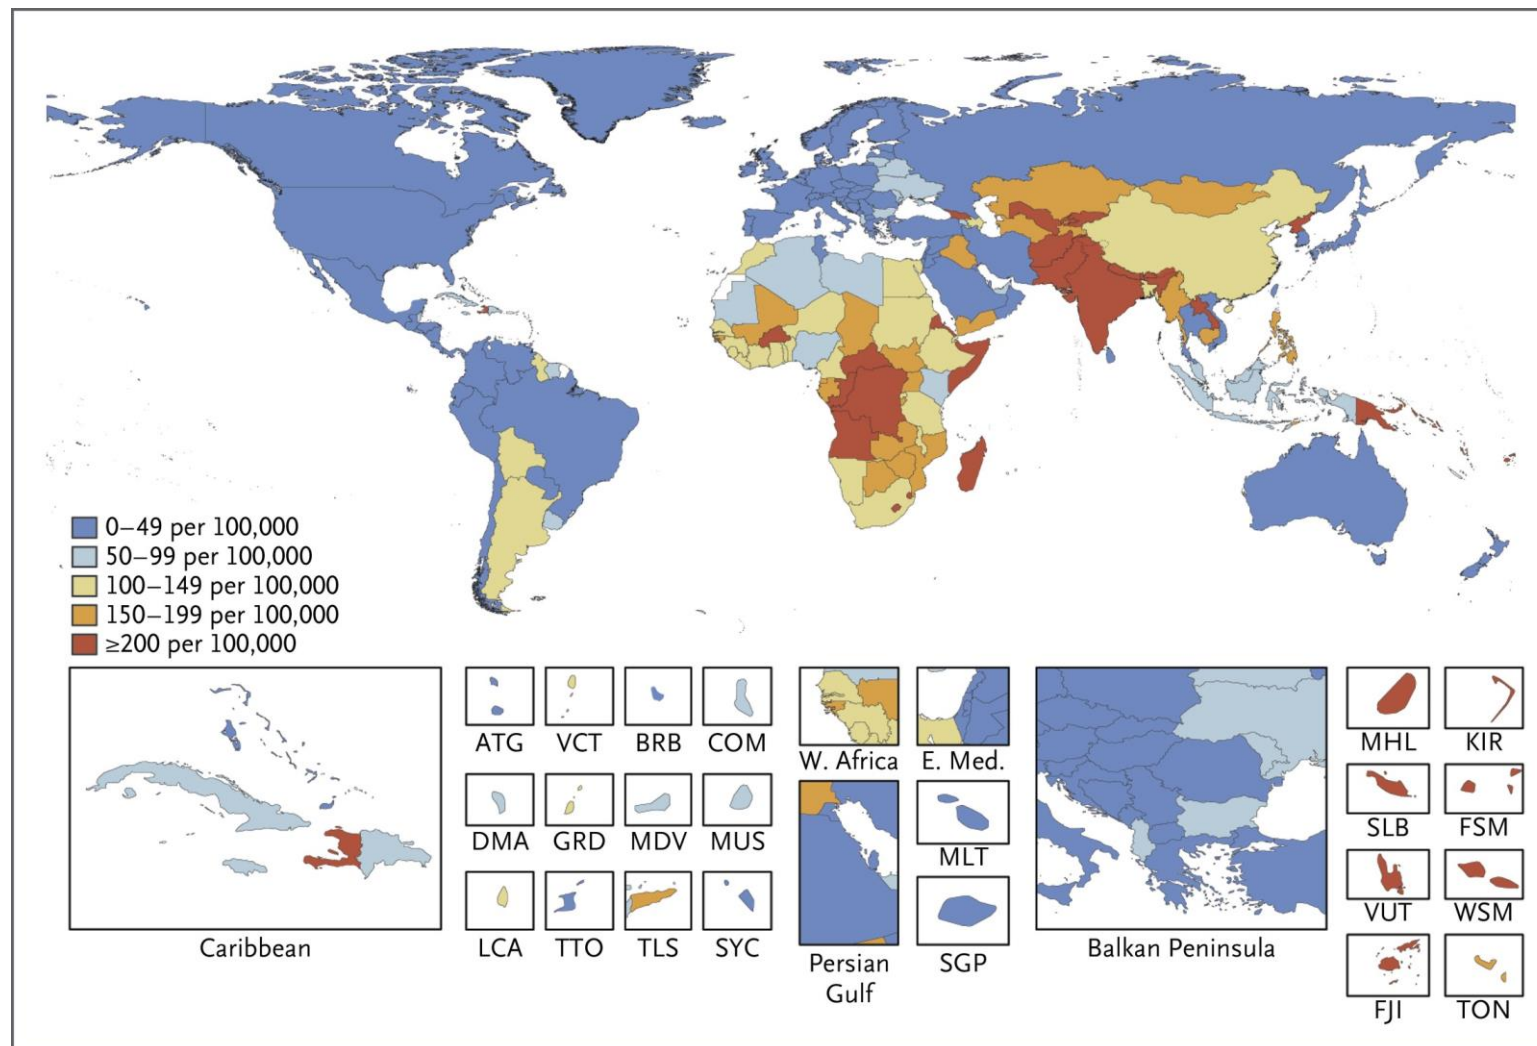 0–49 per 100,000
50–99 per 100,000
100–149 per 100,000
150–199 per 100,000
≥200 per 100,000
Caribbean
ATG
VCT
BRB
COM
DMA
GRD
MDV
MUS
LCA
TTO
TLS
SYC
W. Africa
E. Med.
Persian
Gulf
MLT
SGP
Balkan Peninsula
MHL
KIR
SLB
FSM
VUT
WSM
FJI
TON